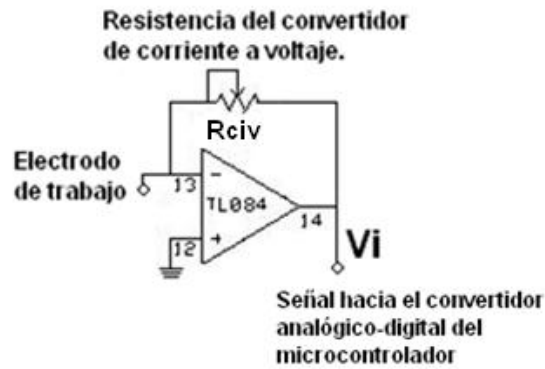 Resistencia del convertidor
de corriente a voltaje.
Rciv
Electrodo
de trabajo
13
-
TL084
14
12
+
Vi
Señal hacia el convertidor
analógico-digital del
microcontrolador